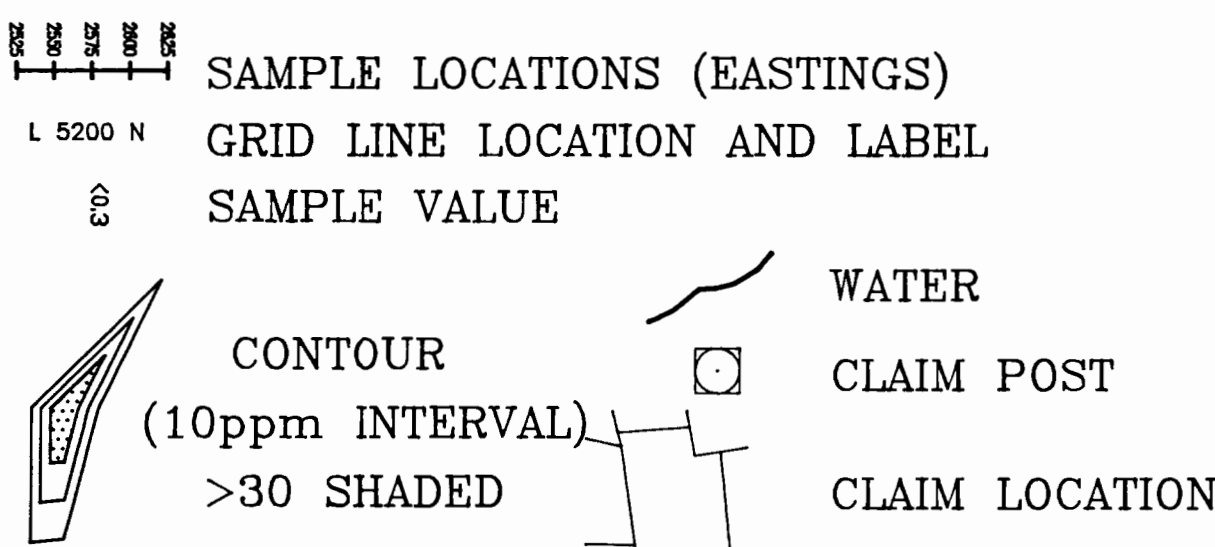 2525 2550 2575 2600 2625
SAMPLE LOCATIONS (EASTINGS)
L 5200 N
GRID LINE LOCATION AND LABEL
<0.3
SAMPLE VALUE
WATER
CONTOUR
CLAIM POST
(10ppm INTERVAL)
>30 SHADED
CLAIM LOCATION